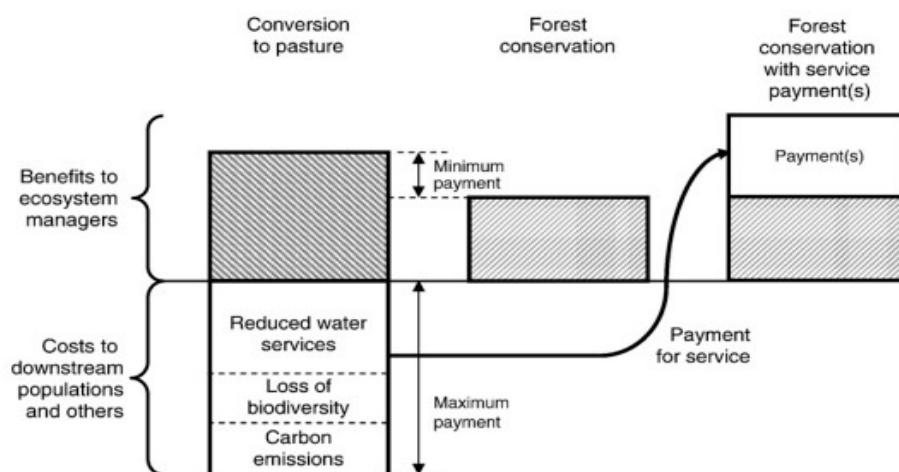 Conversion
to pasture
Forest
conservation
Forest
conservation
with service
payment(s)
Benefits to
ecosystem
managers
Minimum
payment
Payment(s)
Costs to
downstream
populations
and others
Reduced water
services
Loss of
biodiversity
Carbon
emissions
Maximum
payment
Payment
for service